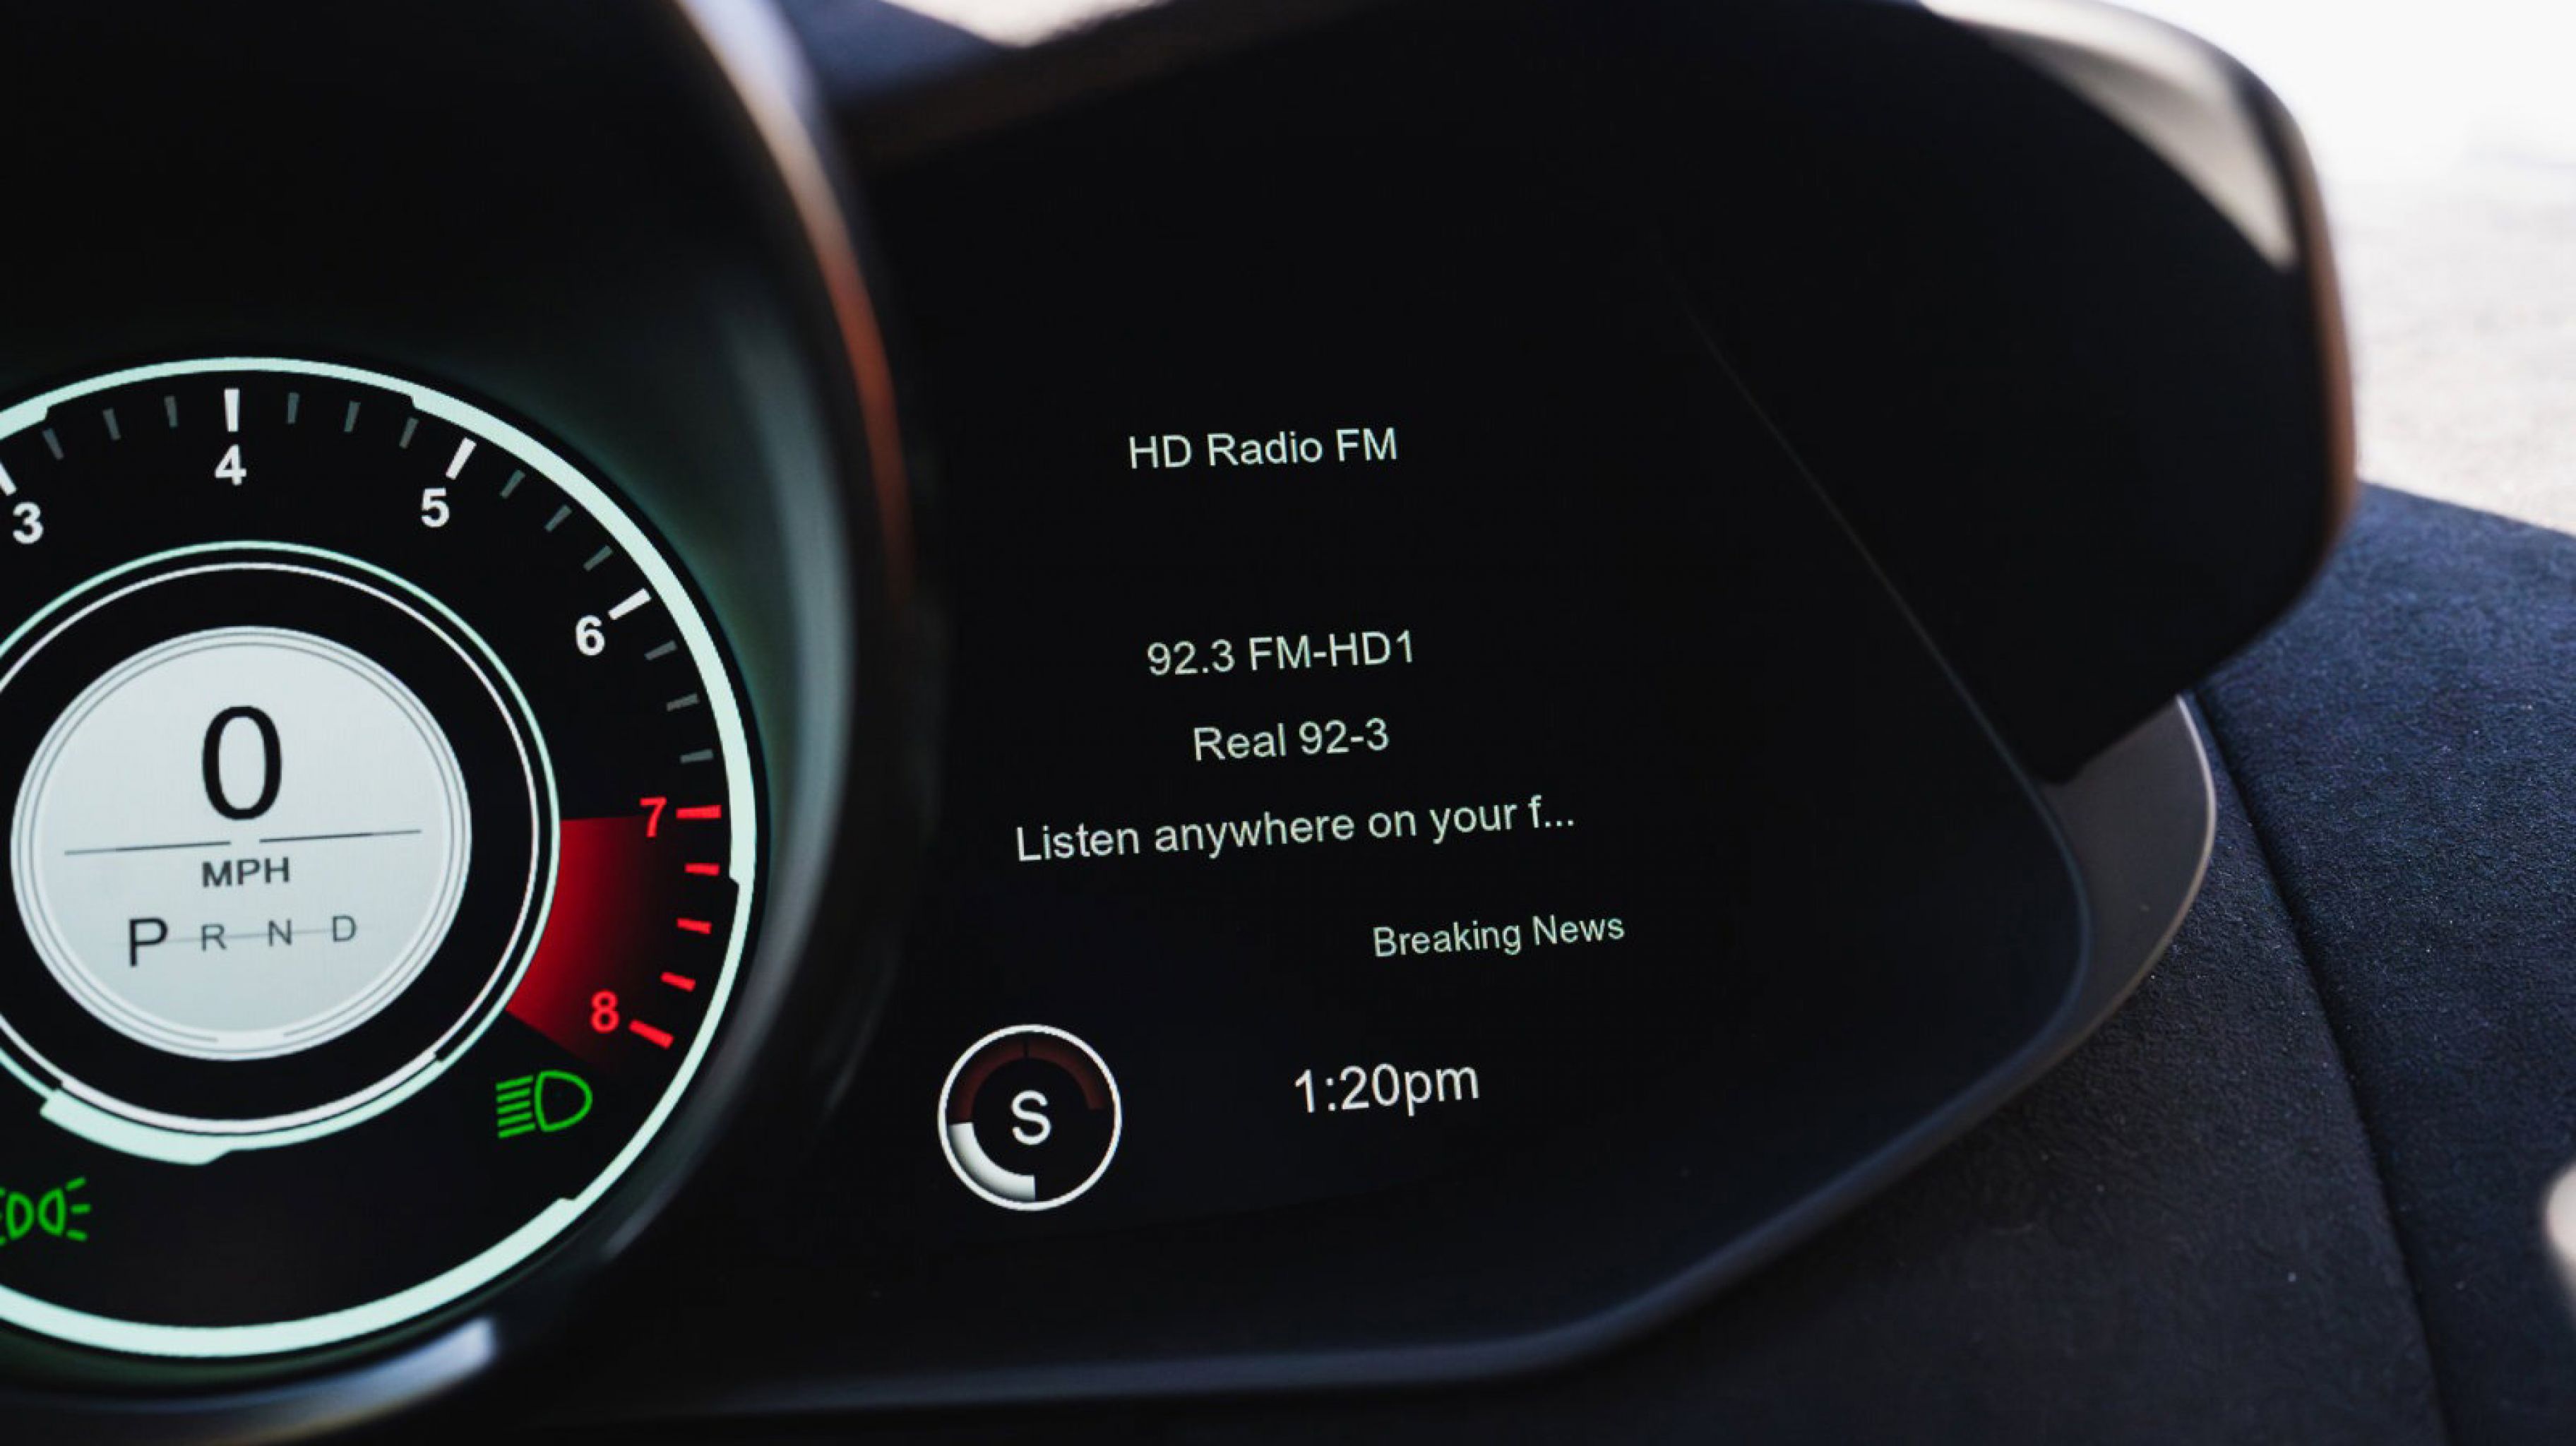 3
4
5
6
7
8
0
MPH
P R N D
HD Radio FM
92.3 FM-HD1
Real 92-3
Listen anywhere on your f...
Breaking News
S
1:20pm